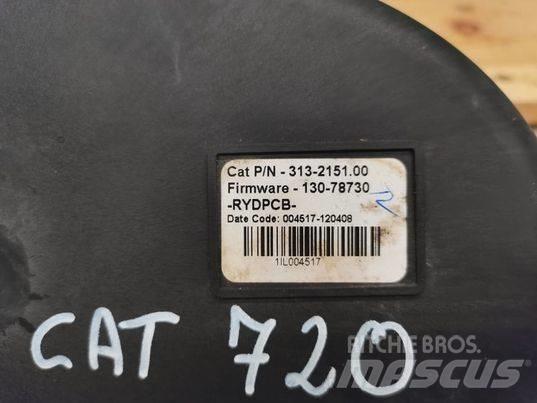 Cat P/N - 313-2151.00
Firmware - 130-78730
-RYDPCB-
Date Code: 004517-120408
1IL004517
CAT 720
RITCHIE BROS.
MASCUS